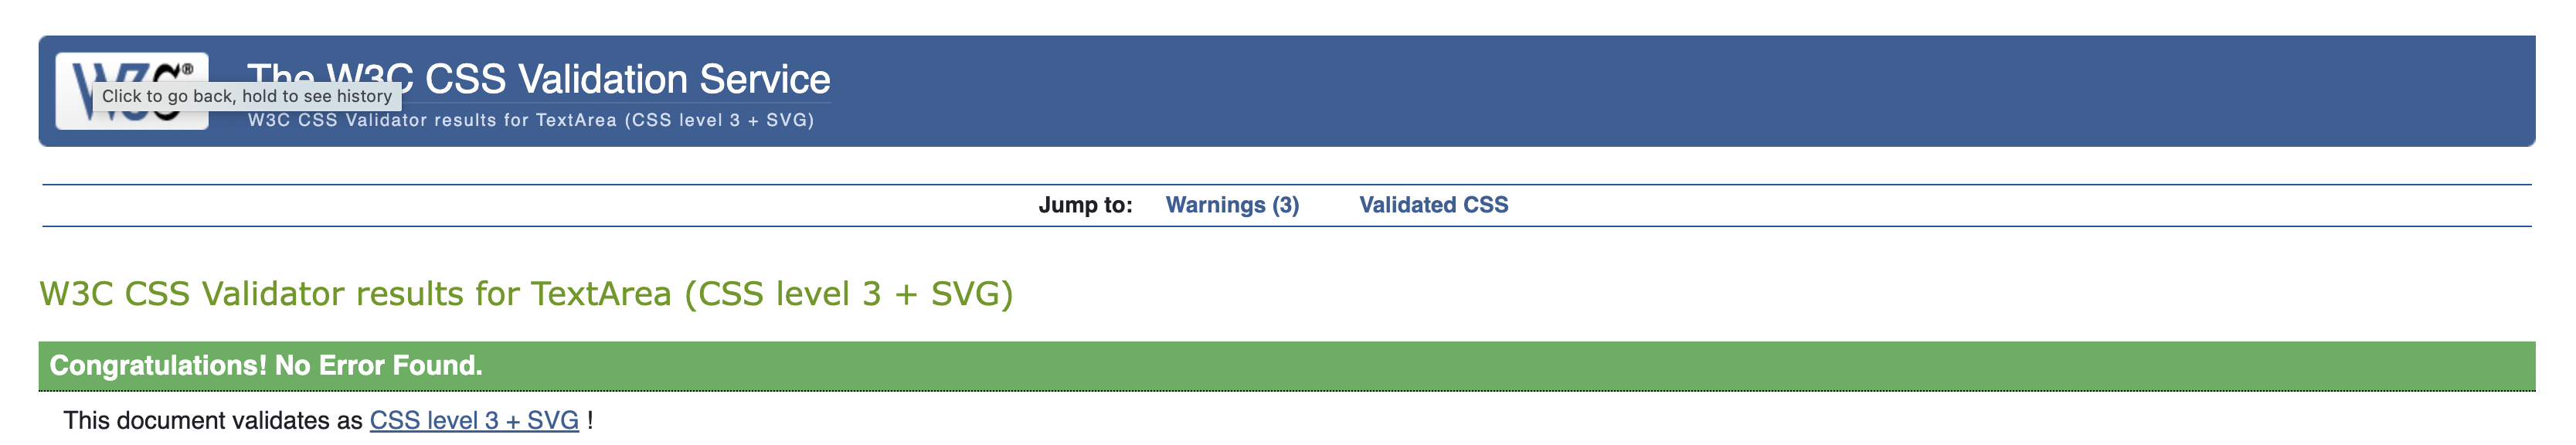 W3C®
The W3C CSS Validation Service
Click to go back, hold to see history
W3C CSS Validator results for TextArea (CSS level 3 + SVG)
Jump to: Warnings (3) Validated CSS
W3C CSS Validator results for TextArea (CSS level 3 + SVG)
Congratulations! No Error Found.
This document validates as CSS level 3 + SVG !